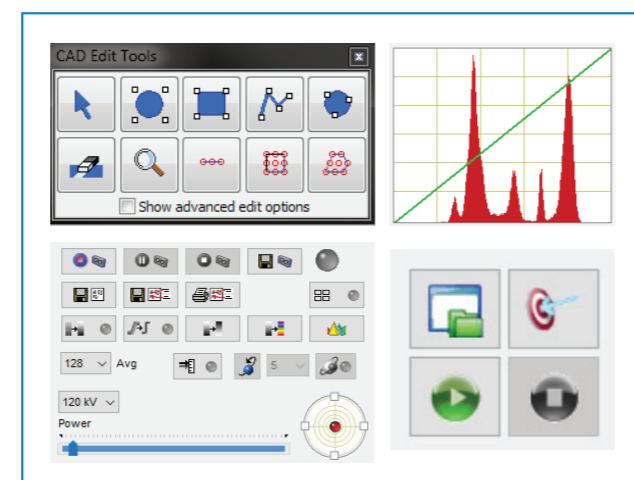 CAD Edit Tools
Show advanced edit options
128 Avg 5
120 kV
Power